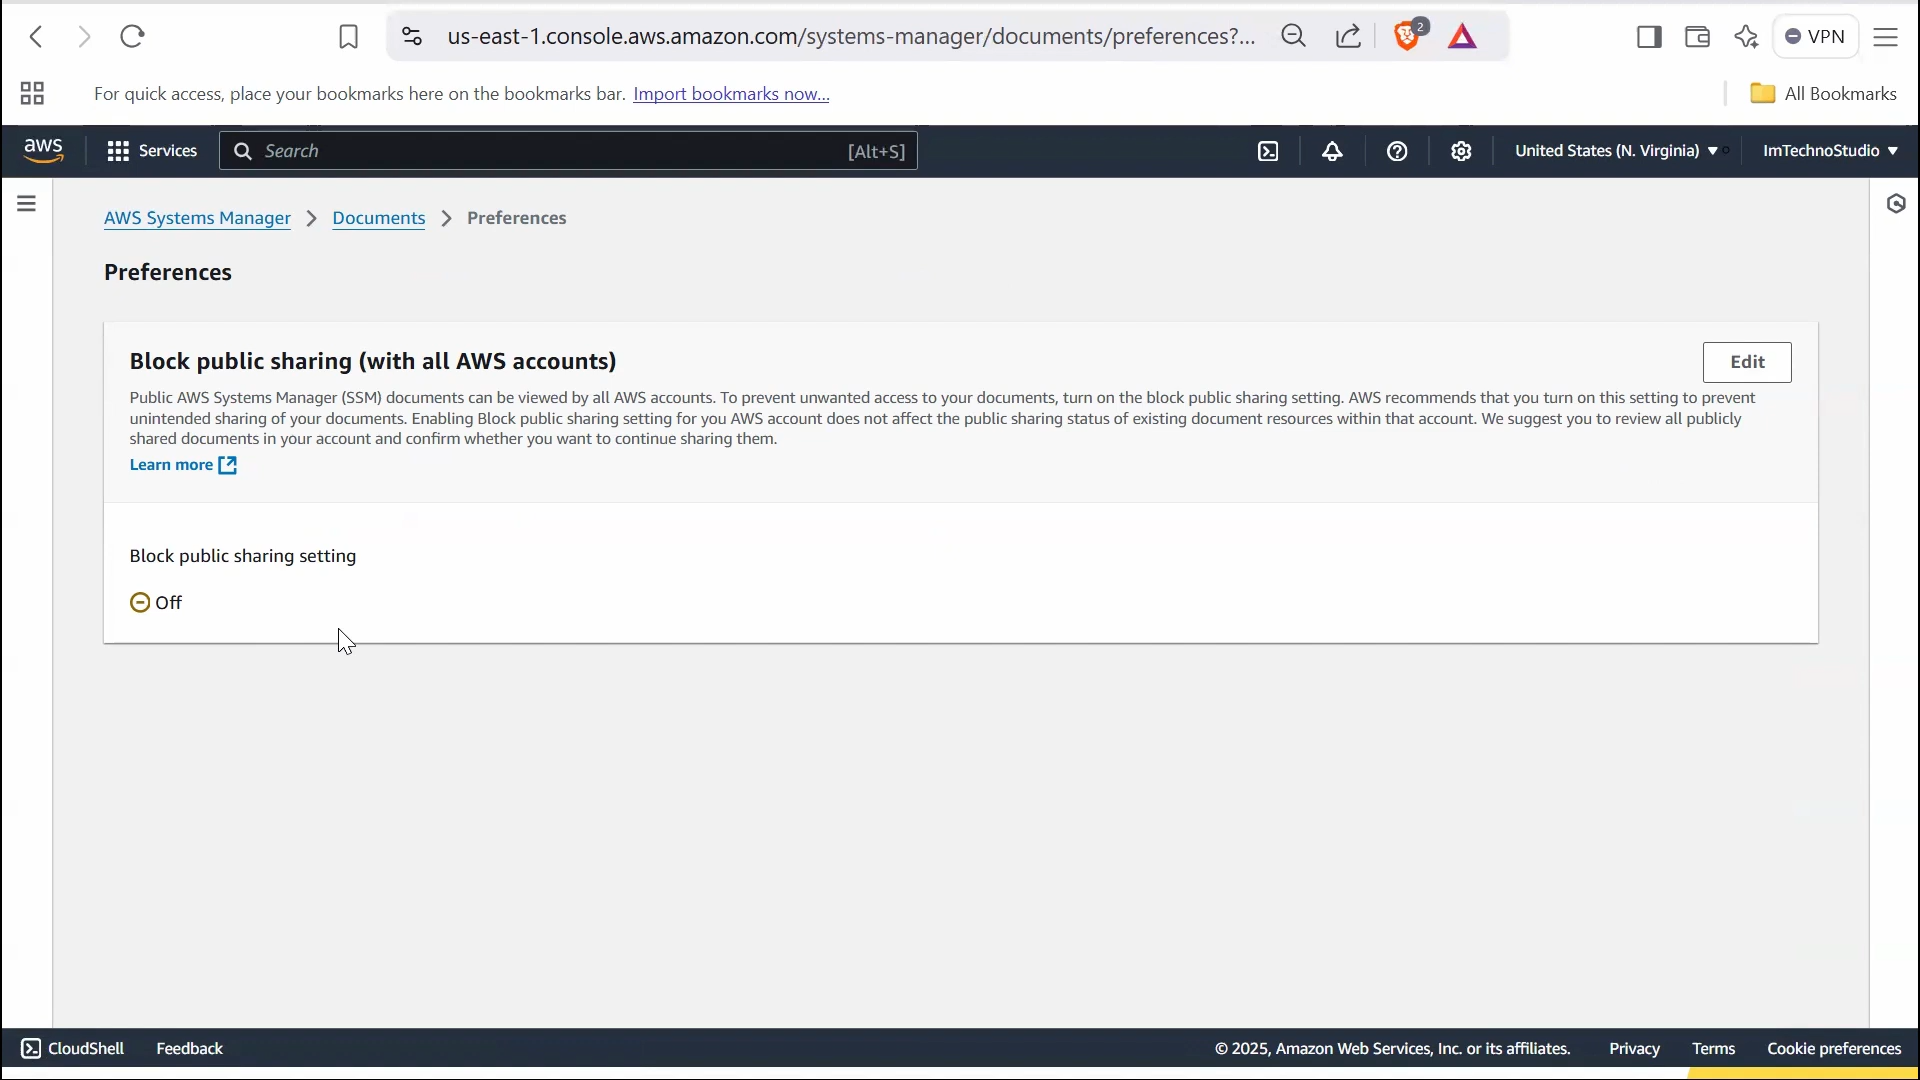 us-east-1.console.aws.amazon.com/systems-manager/documents/preferences?...
2
VPN
For quick access, place your bookmarks here on the bookmarks bar. Import bookmarks now...
All Bookmarks
aws
Services
Search
[Alt+S]
United States (N. Virginia)
ImTechnoStudio
AWS Systems Manager
Documents
Preferences
Preferences
Block public sharing (with all AWS accounts)
Edit
Public AWS Systems Manager (SSM) documents can be viewed by all AWS accounts. To prevent unwanted access to your documents, turn on the block public sharing setting. AWS recommends that you turn on this setting to prevent
unintended sharing of your documents. Enabling Block public sharing setting for you AWS account does not affect the public sharing status of existing document resources within that account. We suggest you to review all publicly
shared documents in your account and confirm whether you want to continue sharing them.
Learn more
Block public sharing setting
Off
CloudShell
Feedback
© 2025, Amazon Web Services, Inc. or its affiliates.
Privacy
Terms
Cookie preferences